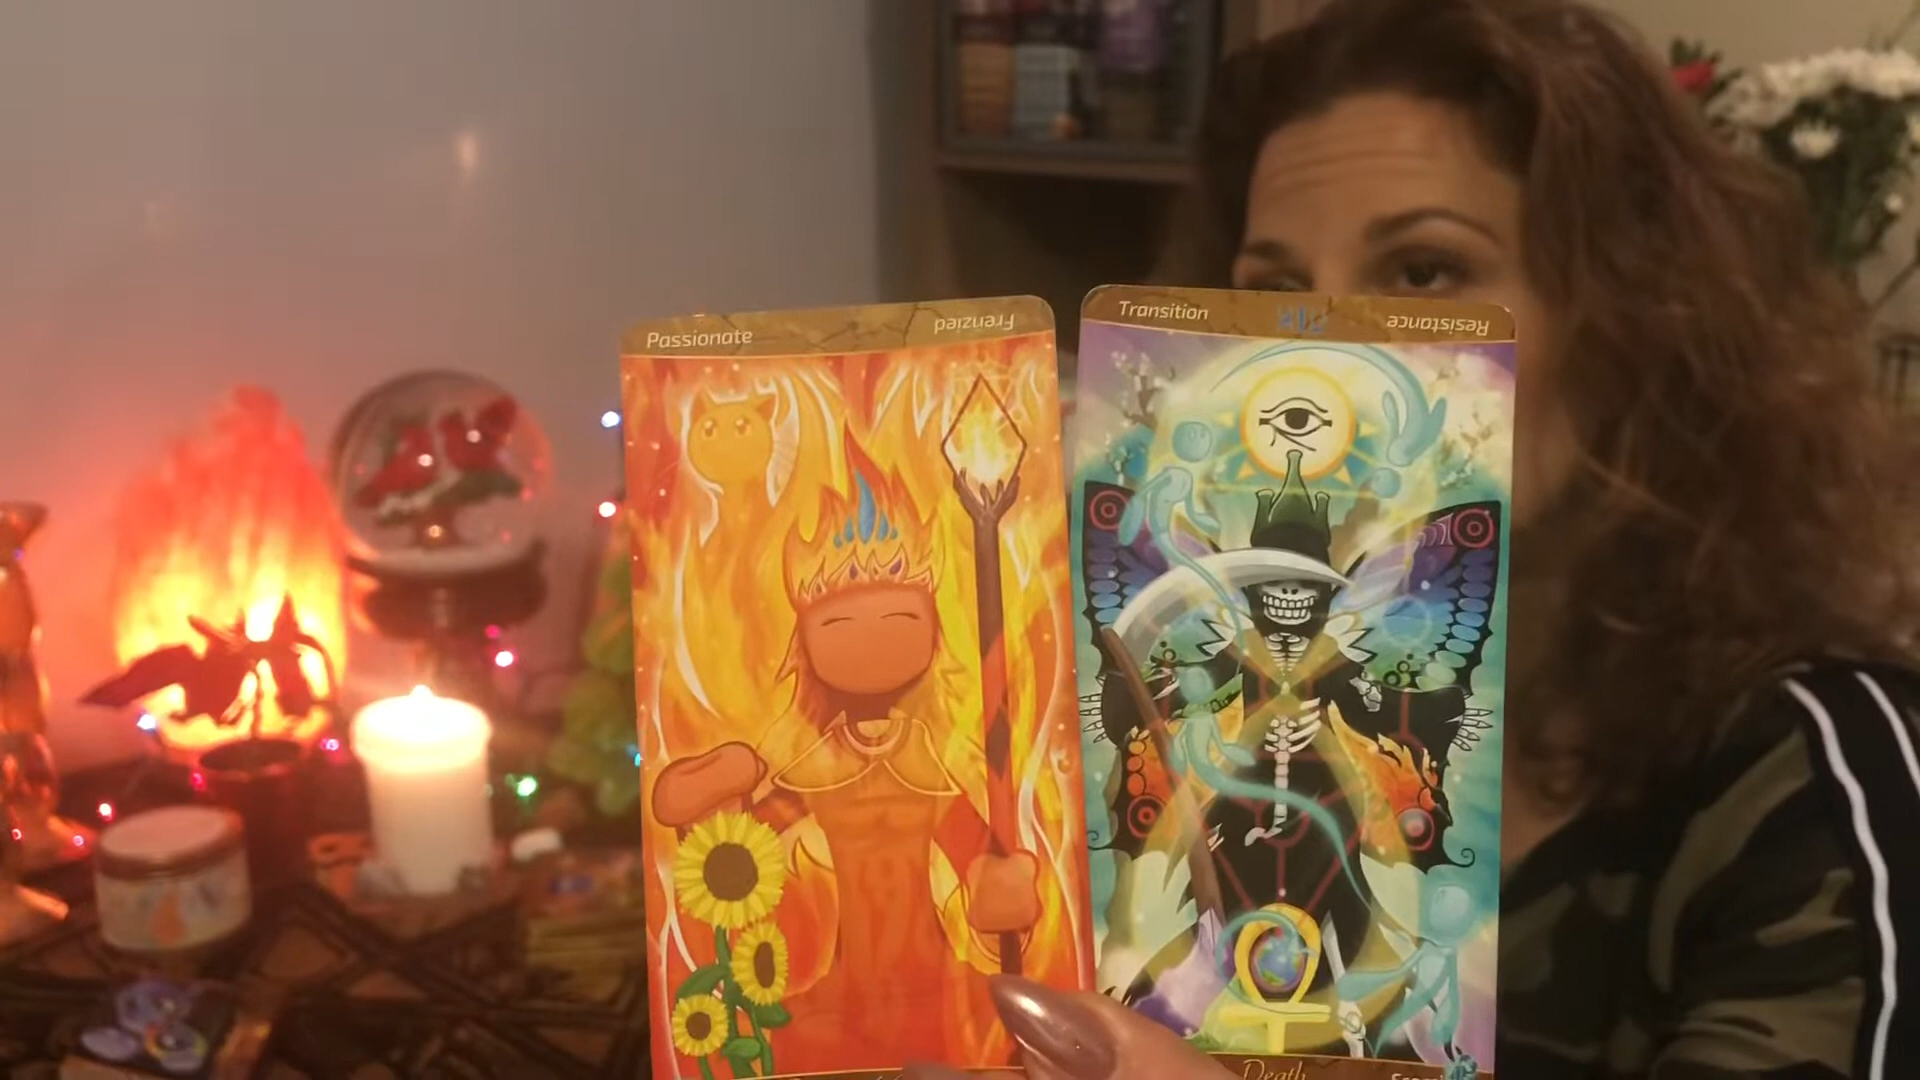 Passionate
Frenzied
Transition
Resistance
Death